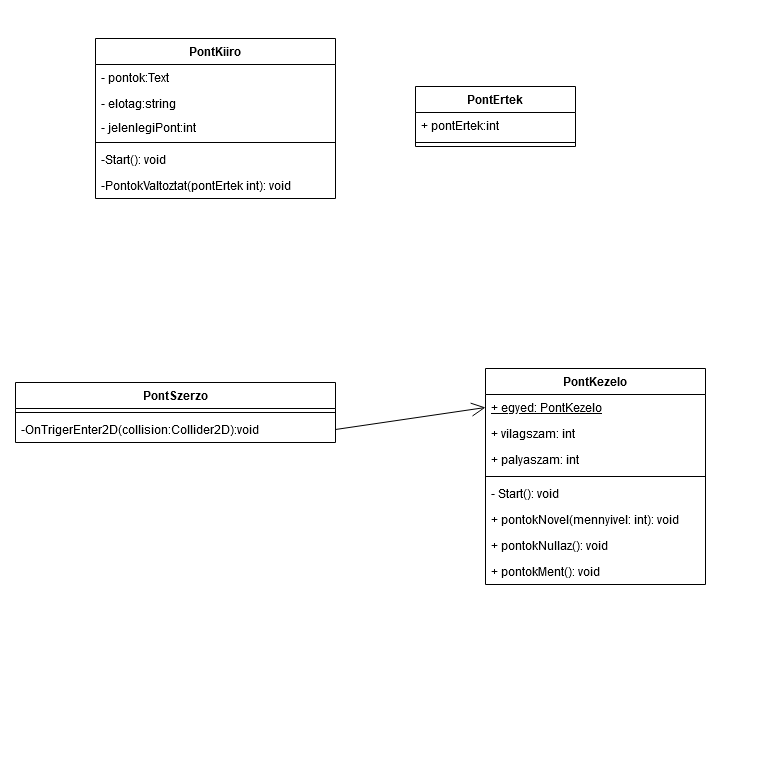 PontKiiro
- pontok:Text
- elotag:string
- jelenlegiPont:int
-Start(): void
-PontokValtoztat(pontErtek int): void
PontErtek
+ pontErtek:int
PontSzerzo
-OnTrigerEnter2D(collision:Collider2D):void
PontKezelo
+ egyed: PontKezelo
+ vilagszam: int
+ palyaszam: int
- Start(): void
+ pontokNovel(mennyivel: int): void
+ pontokNullaz(): void
+ pontokMent(): void